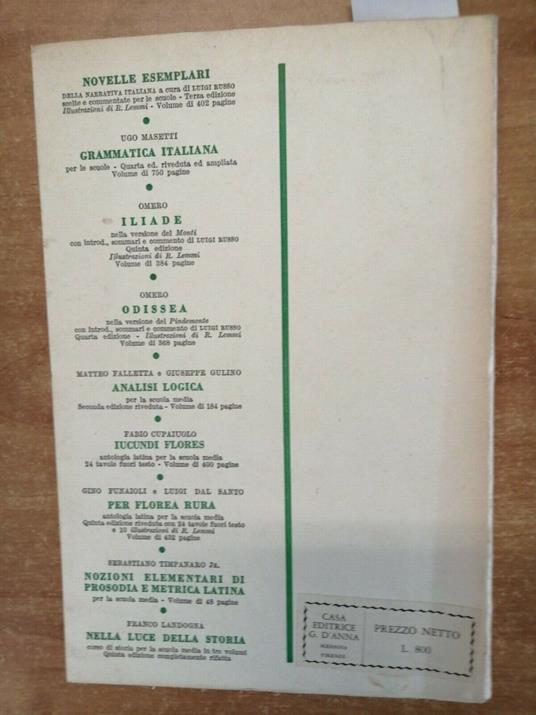 NOVELLE ESEMPLARI
DELLA NARRATIVA ITALIANA a cura di LUIGI RUSSO
scelte e commentate per le scuole - Terza edizione
Illustrazioni di R. Lemmi - Volume di 402 pagine
UGO MASETTI
GRAMMATICA ITALIANA
per le scuole - Quarta ed. riveduta ed ampliata
Volume di 750 pagine
OMERO
ILIADE
nella versione del Monti
con introd., sommari e commento di LUIGI RUSSO
Quinta edizione
Illustrazioni di R. Lemmi
Volume di 384 pagine
OMERO
ODISSEA
nella versione del Pindemonte
con introd., sommari e commento di LUIGI RUSSO
Quarta edizione - Illustrazioni di R. Lemmi
Volume di 368 pagine
MATTEO FALLETTA e GIUSEPPE GULINO
ANALISI LOGICA
per la scuola media
Seconda edizione riveduta - Volume di 184 pagine
FABIO CUPAIUOLO
IUCUNDI FLORES
antologia latina per la scuola media
24 tavole fuori testo - Volume di 400 pagine
GINO FUNAIOLI e LUIGI DAL SANTO
PER FLOREA RURA
antologia latina per la scuola media
Quinta edizione riveduta con 24 tavole fuori testo
e 10 illustrazioni di R. Lemmi
Volume di 432 pagine
SEBASTIANO TIMPANARO Jr.
NOZIONI ELEMENTARI DI
PROSODIA E METRICA LATINA
per la scuola media - Volume di 48 pagine
FRANCO LANDOGNA
NELLA LUCE DELLA STORIA
corso di storia per la scuola media in tre volumi
Quinta edizione completamente rifatta
CASA
EDITRICE
G. D'ANNA
MESSINA
FIRENZE
PREZZO NETTO
L. 800